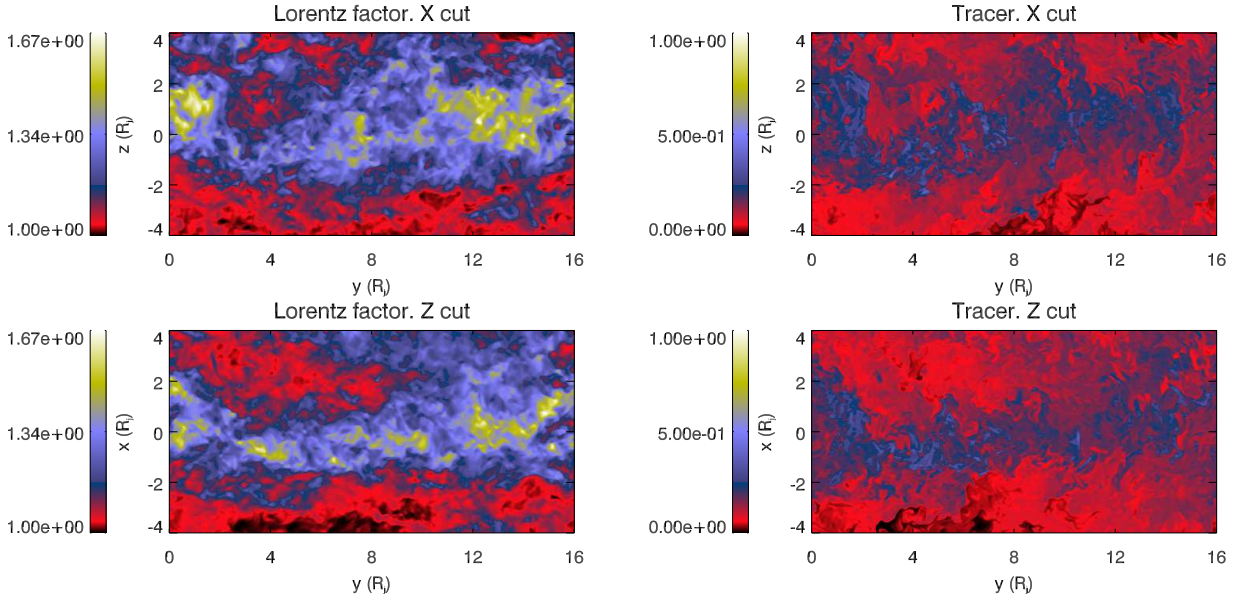 Lorentz factor. X cut
1.67e+00
1.34e+00
1.00e+00
z (Rj)
4
2
0
-2
-4
0 4 8 12 16
y (Rj)
Tracer. X cut
1.00e+00
5.00e-01
0.00e+00
z (Rj)
4
2
0
-2
-4
0 4 8 12 16
y (Rj)
Lorentz factor. Z cut
1.67e+00
1.34e+00
1.00e+00
x (Rj)
4
2
0
-2
-4
0 4 8 12 16
y (Rj)
Tracer. Z cut
1.00e+00
5.00e-01
0.00e+00
x (Rj)
4
2
0
-2
-4
0 4 8 12 16
y (Rj)